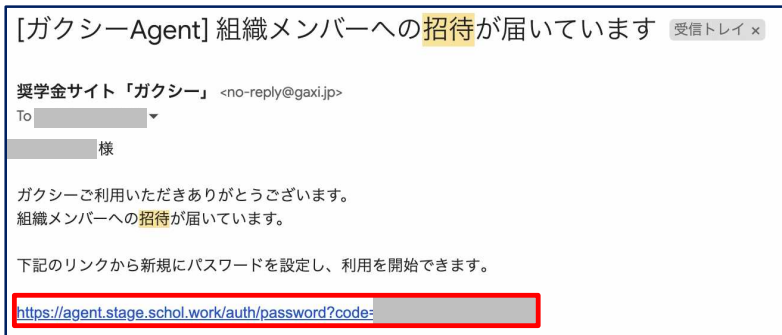 [ガクシーAgent] 組織メンバーへの招待が届いています 受信トレイ ×
奨学金サイト「ガクシー」 <no-reply@gaxi.jp>
To
様
ガクシーご利用いただきありがとうございます。
組織メンバーへの招待が届いています。
下記のリンクから新規にパスワードを設定し、利用を開始できます。
https://agent.stage.schol.work/auth/password?code=